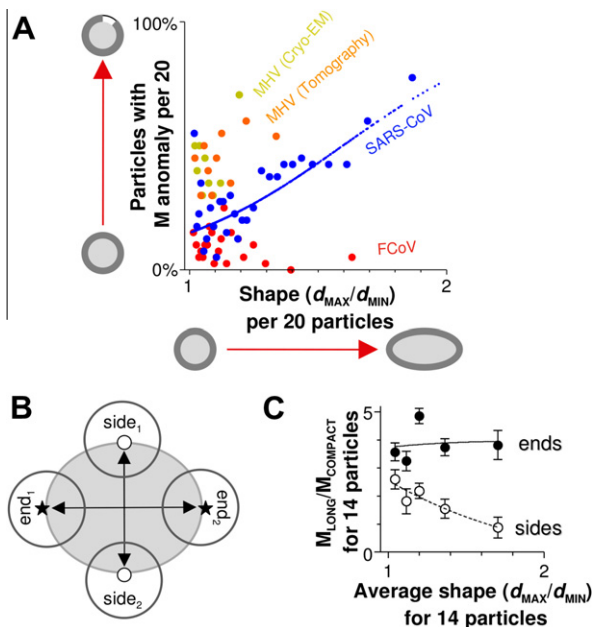 A
100%
Particles with
M anomaly per 20
0%
MHV (Cryo-EM)
MHV (Tomography)
SARS-CoV
FCoV
1
2
Shape (dMAX/dMIN)
per 20 particles
B
side1
end1
end2
side2
C
5
MLONG/MCOMPACT
for 14 particles
0
ends
sides
1
2
Average shape (dMAX/dMIN)
for 14 particles